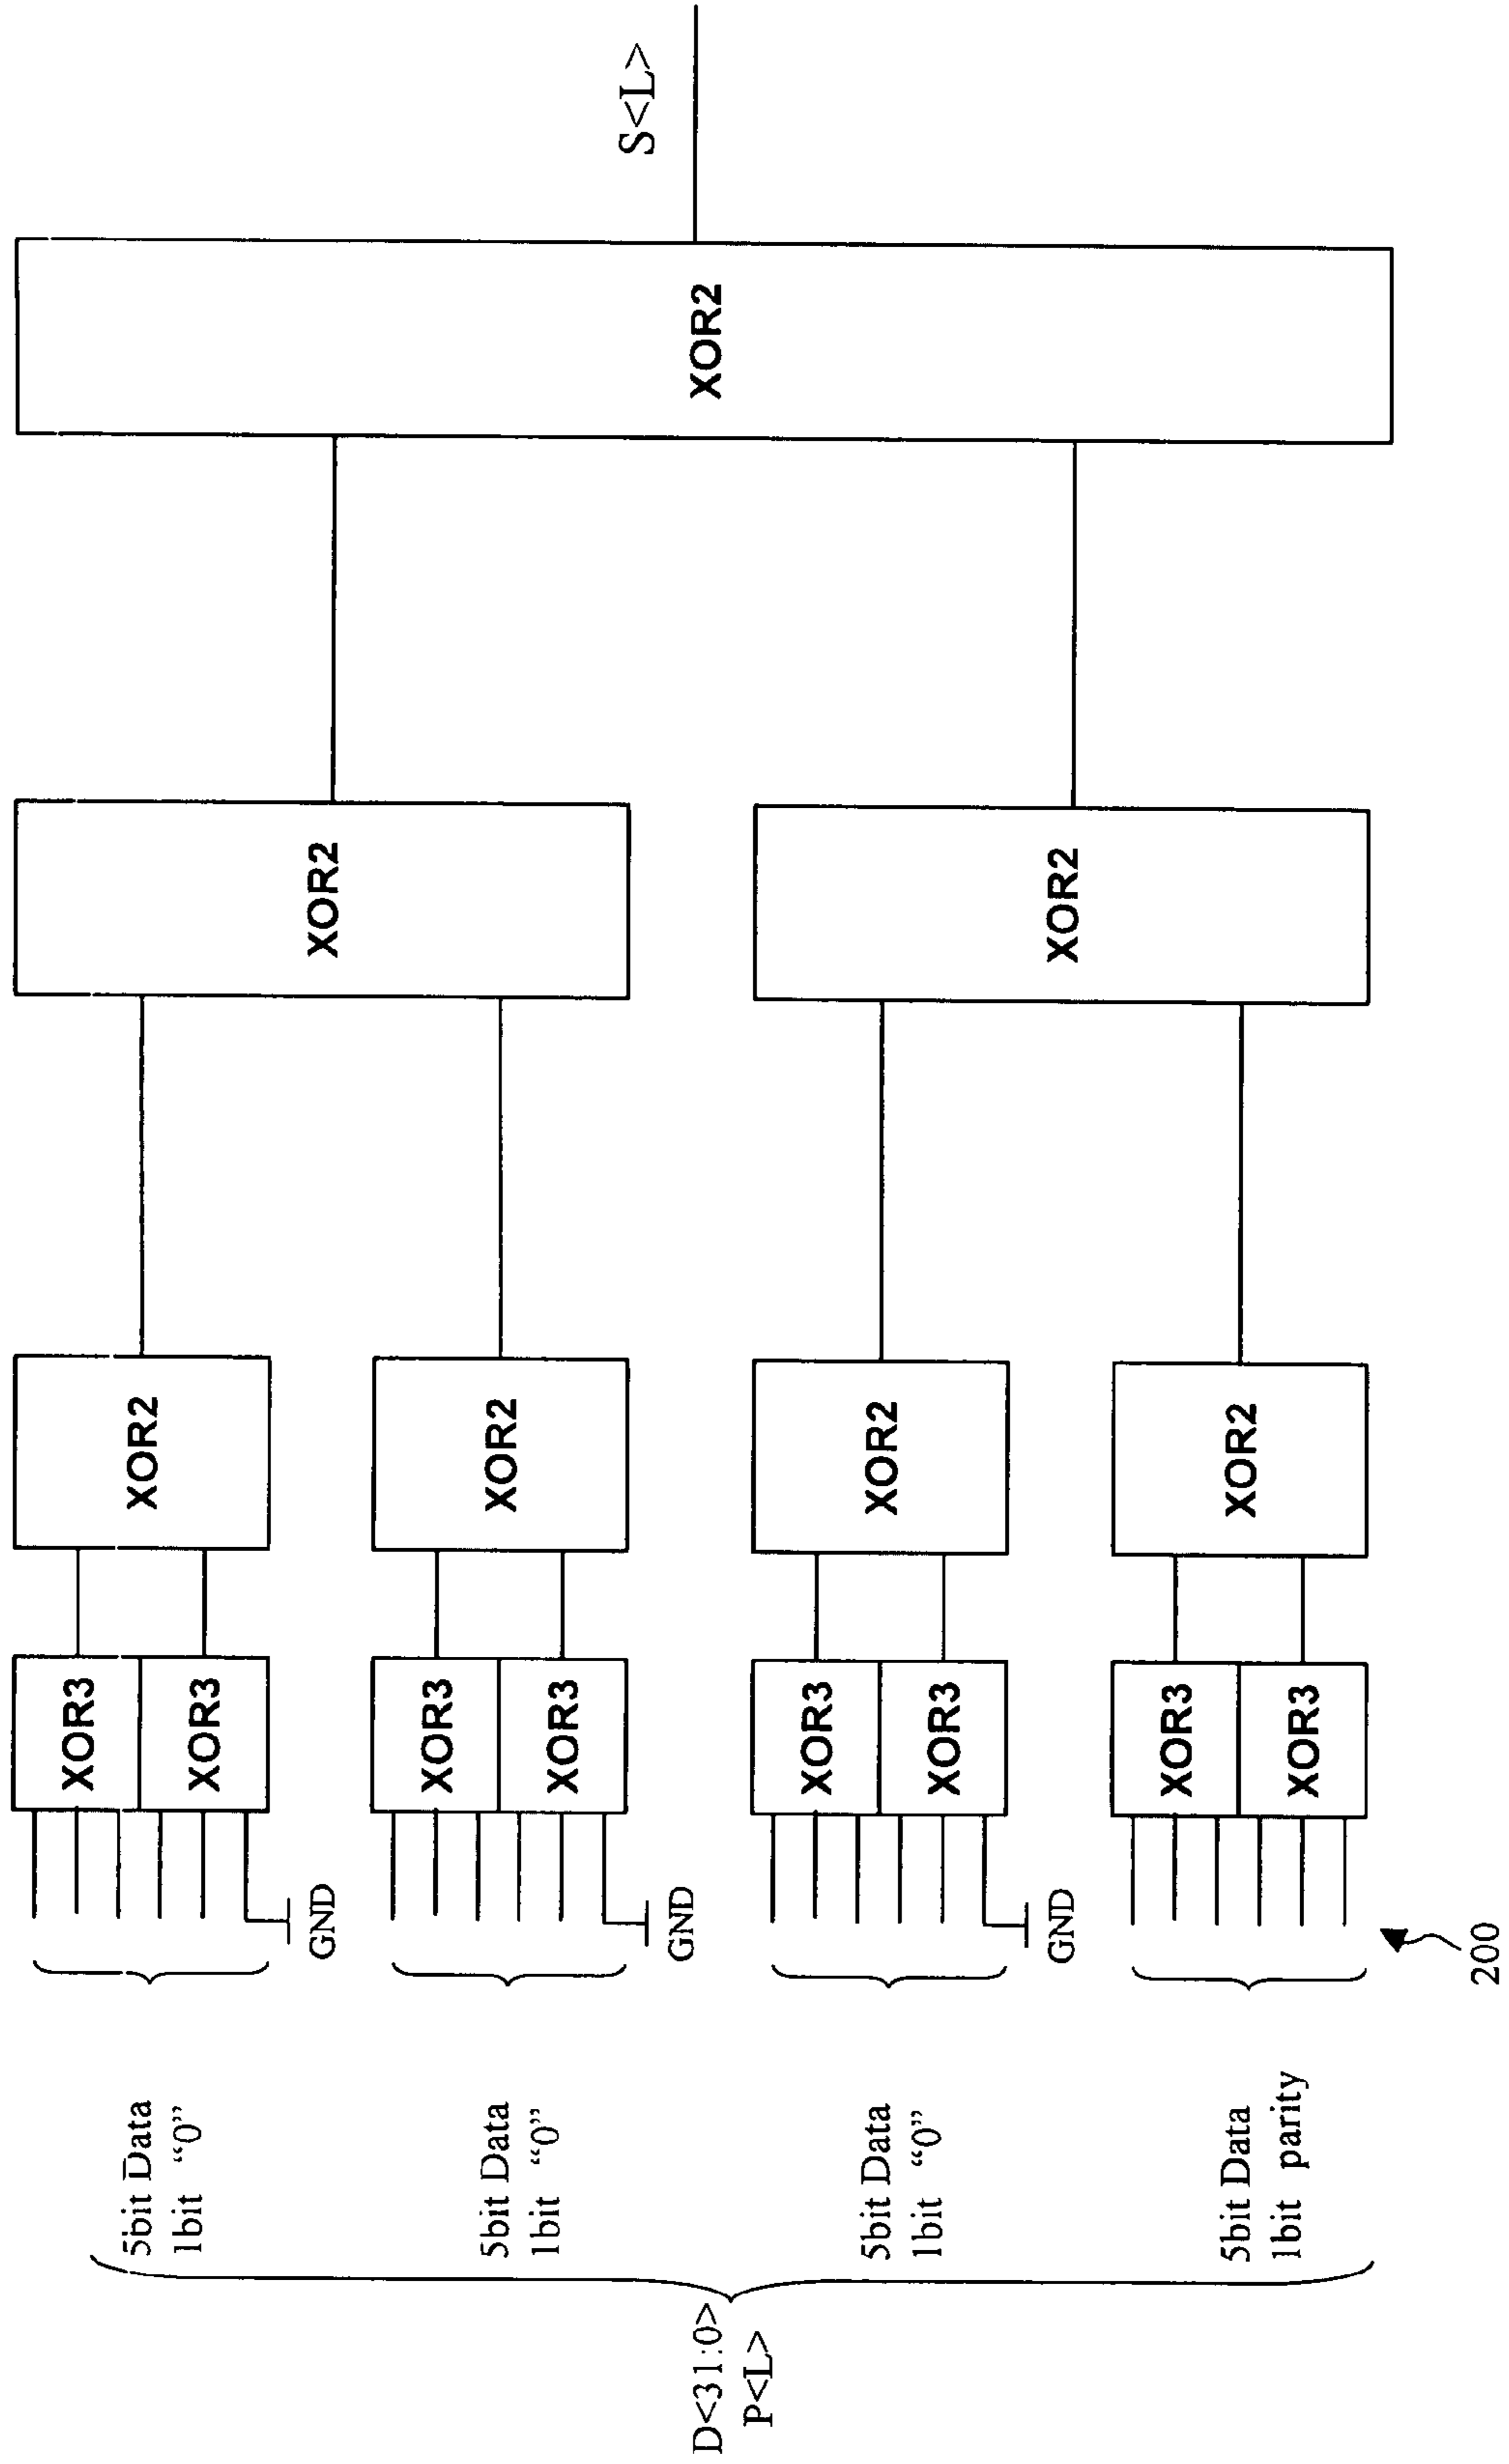 D<31:0>
P<L>
5bit Data
1bit “0”
5bit Data
1bit “0”
5bit Data
1bit “0”
5bit Data
1bit parity
GND
GND
GND
200
XOR3
XOR3
XOR3
XOR3
XOR3
XOR3
XOR3
XOR3
XOR2
XOR2
XOR2
XOR2
XOR2
XOR2
XOR2
S<L>